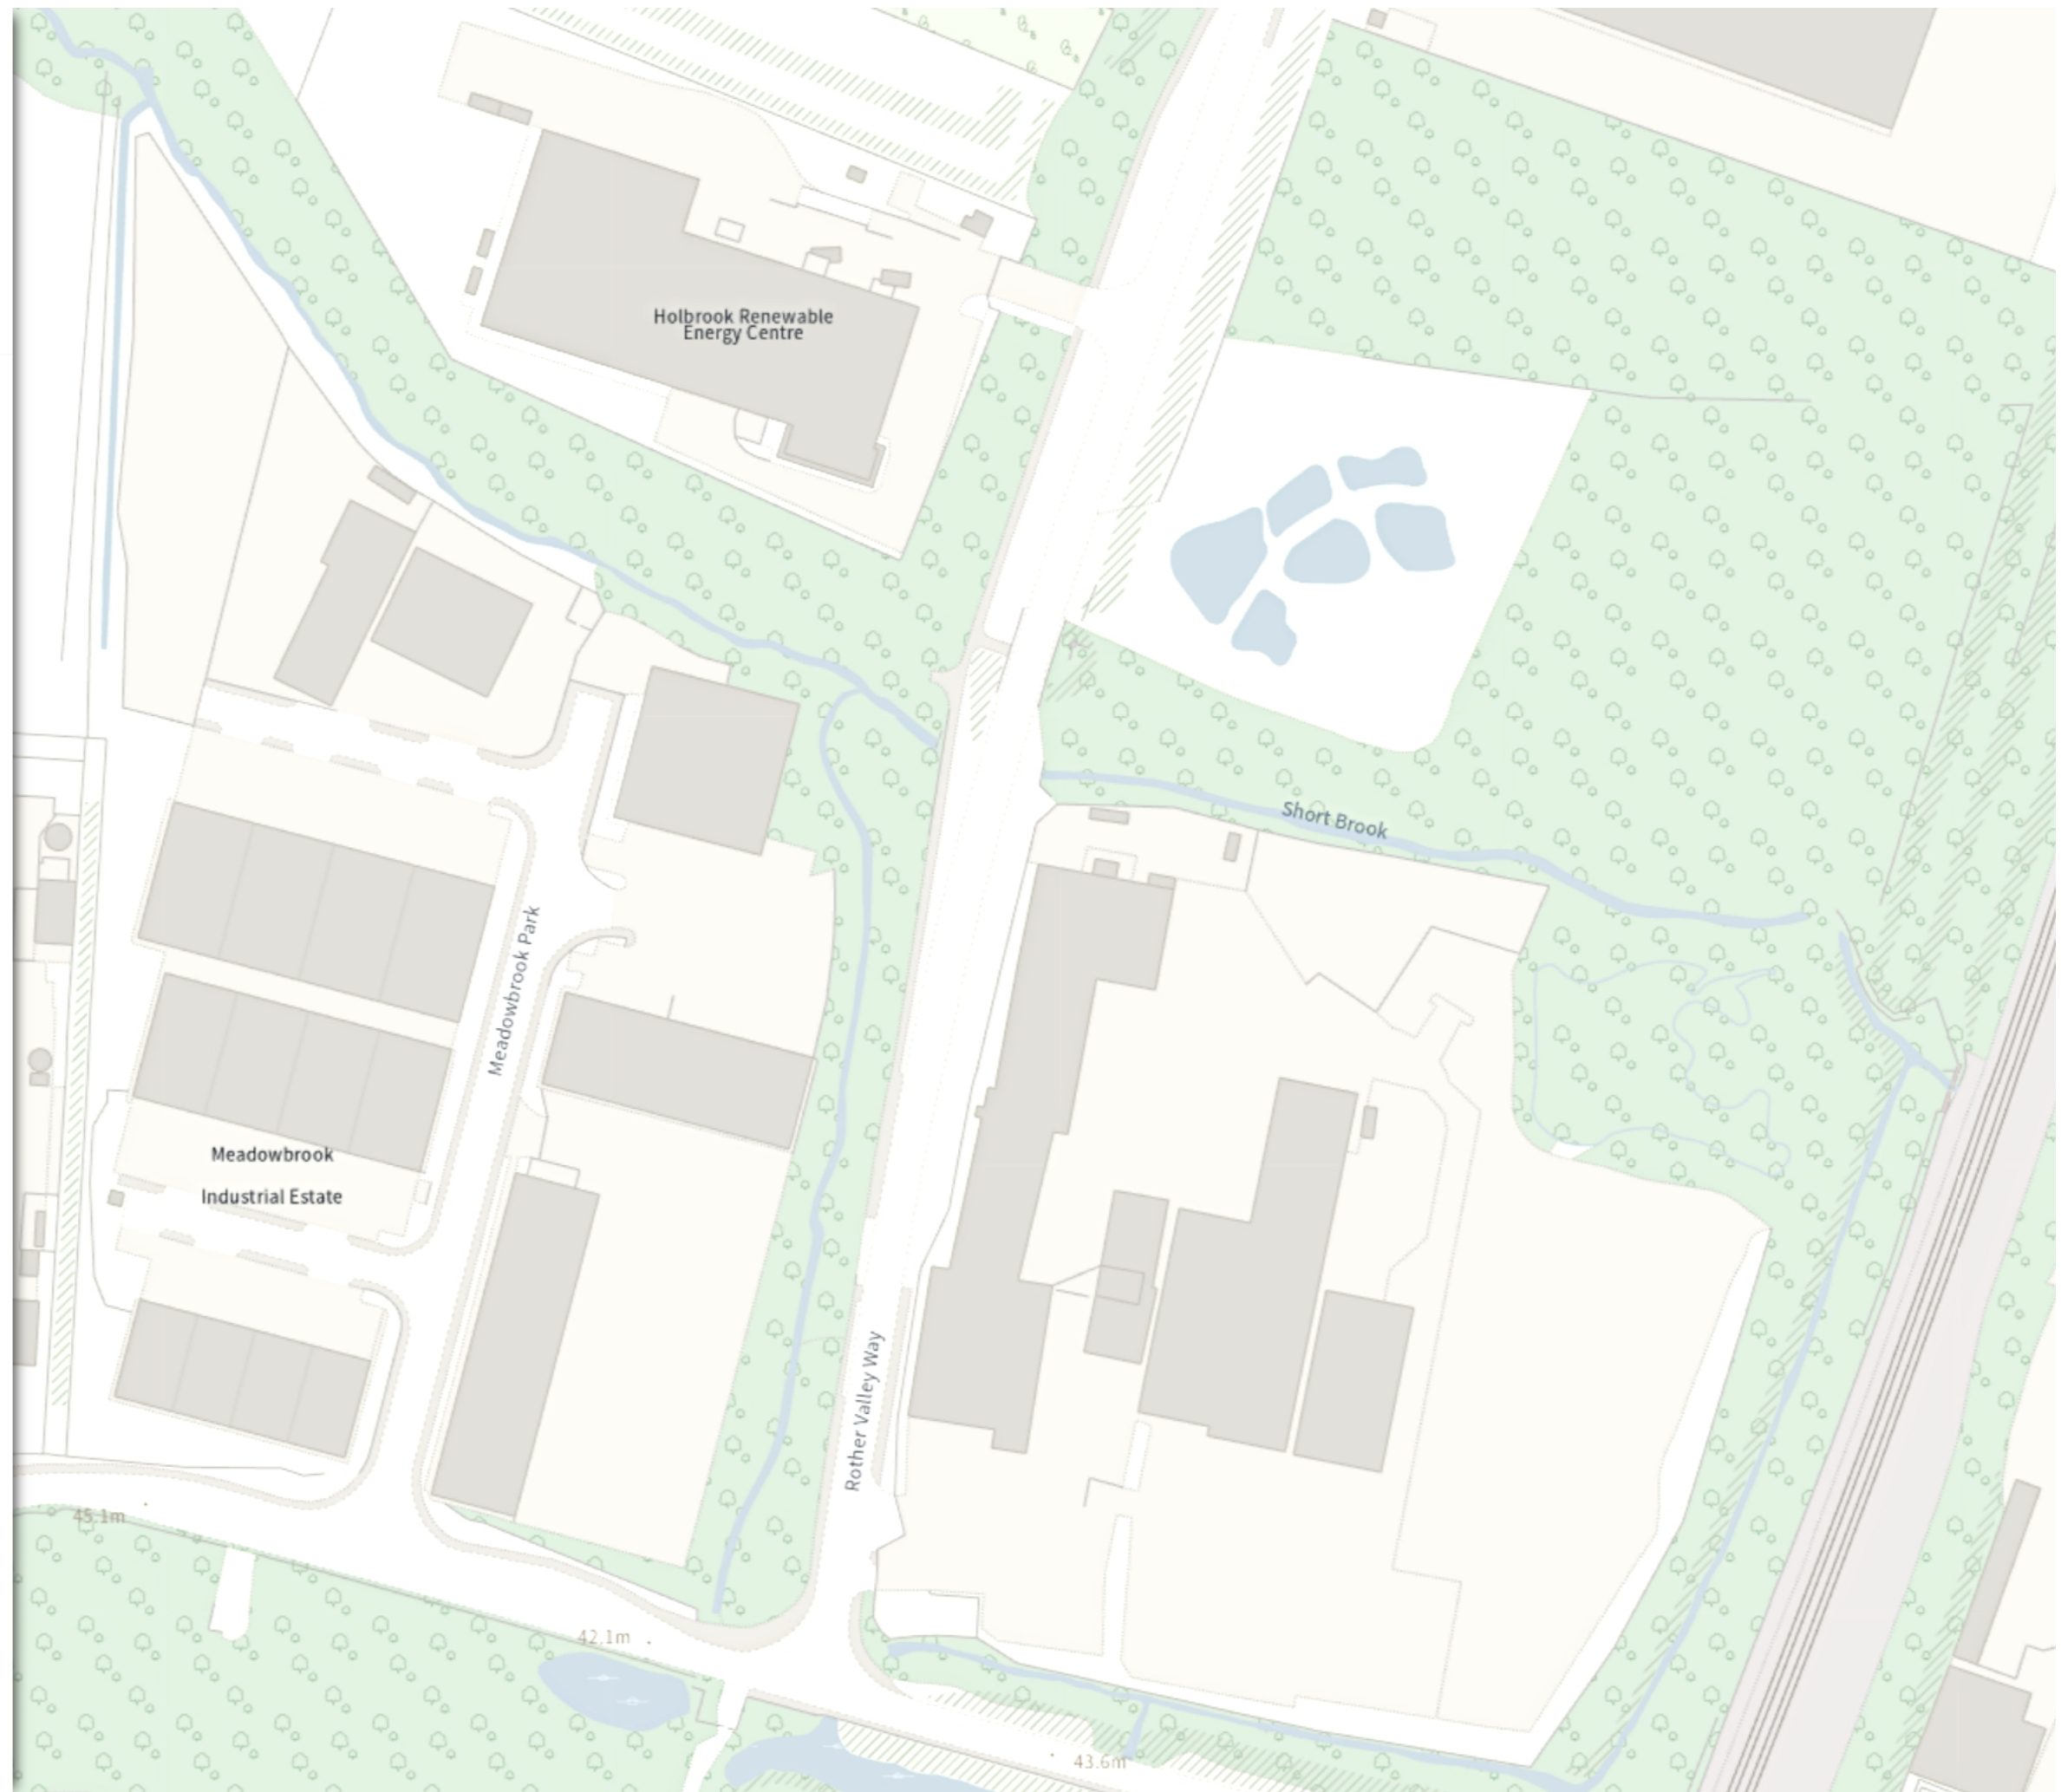 Holbrook Renewable
Energy Centre
Short Brook
Meadowbrook Park
Meadowbrook
Industrial Estate
Rother Valley Way
45.1m
42.1m
43.6m